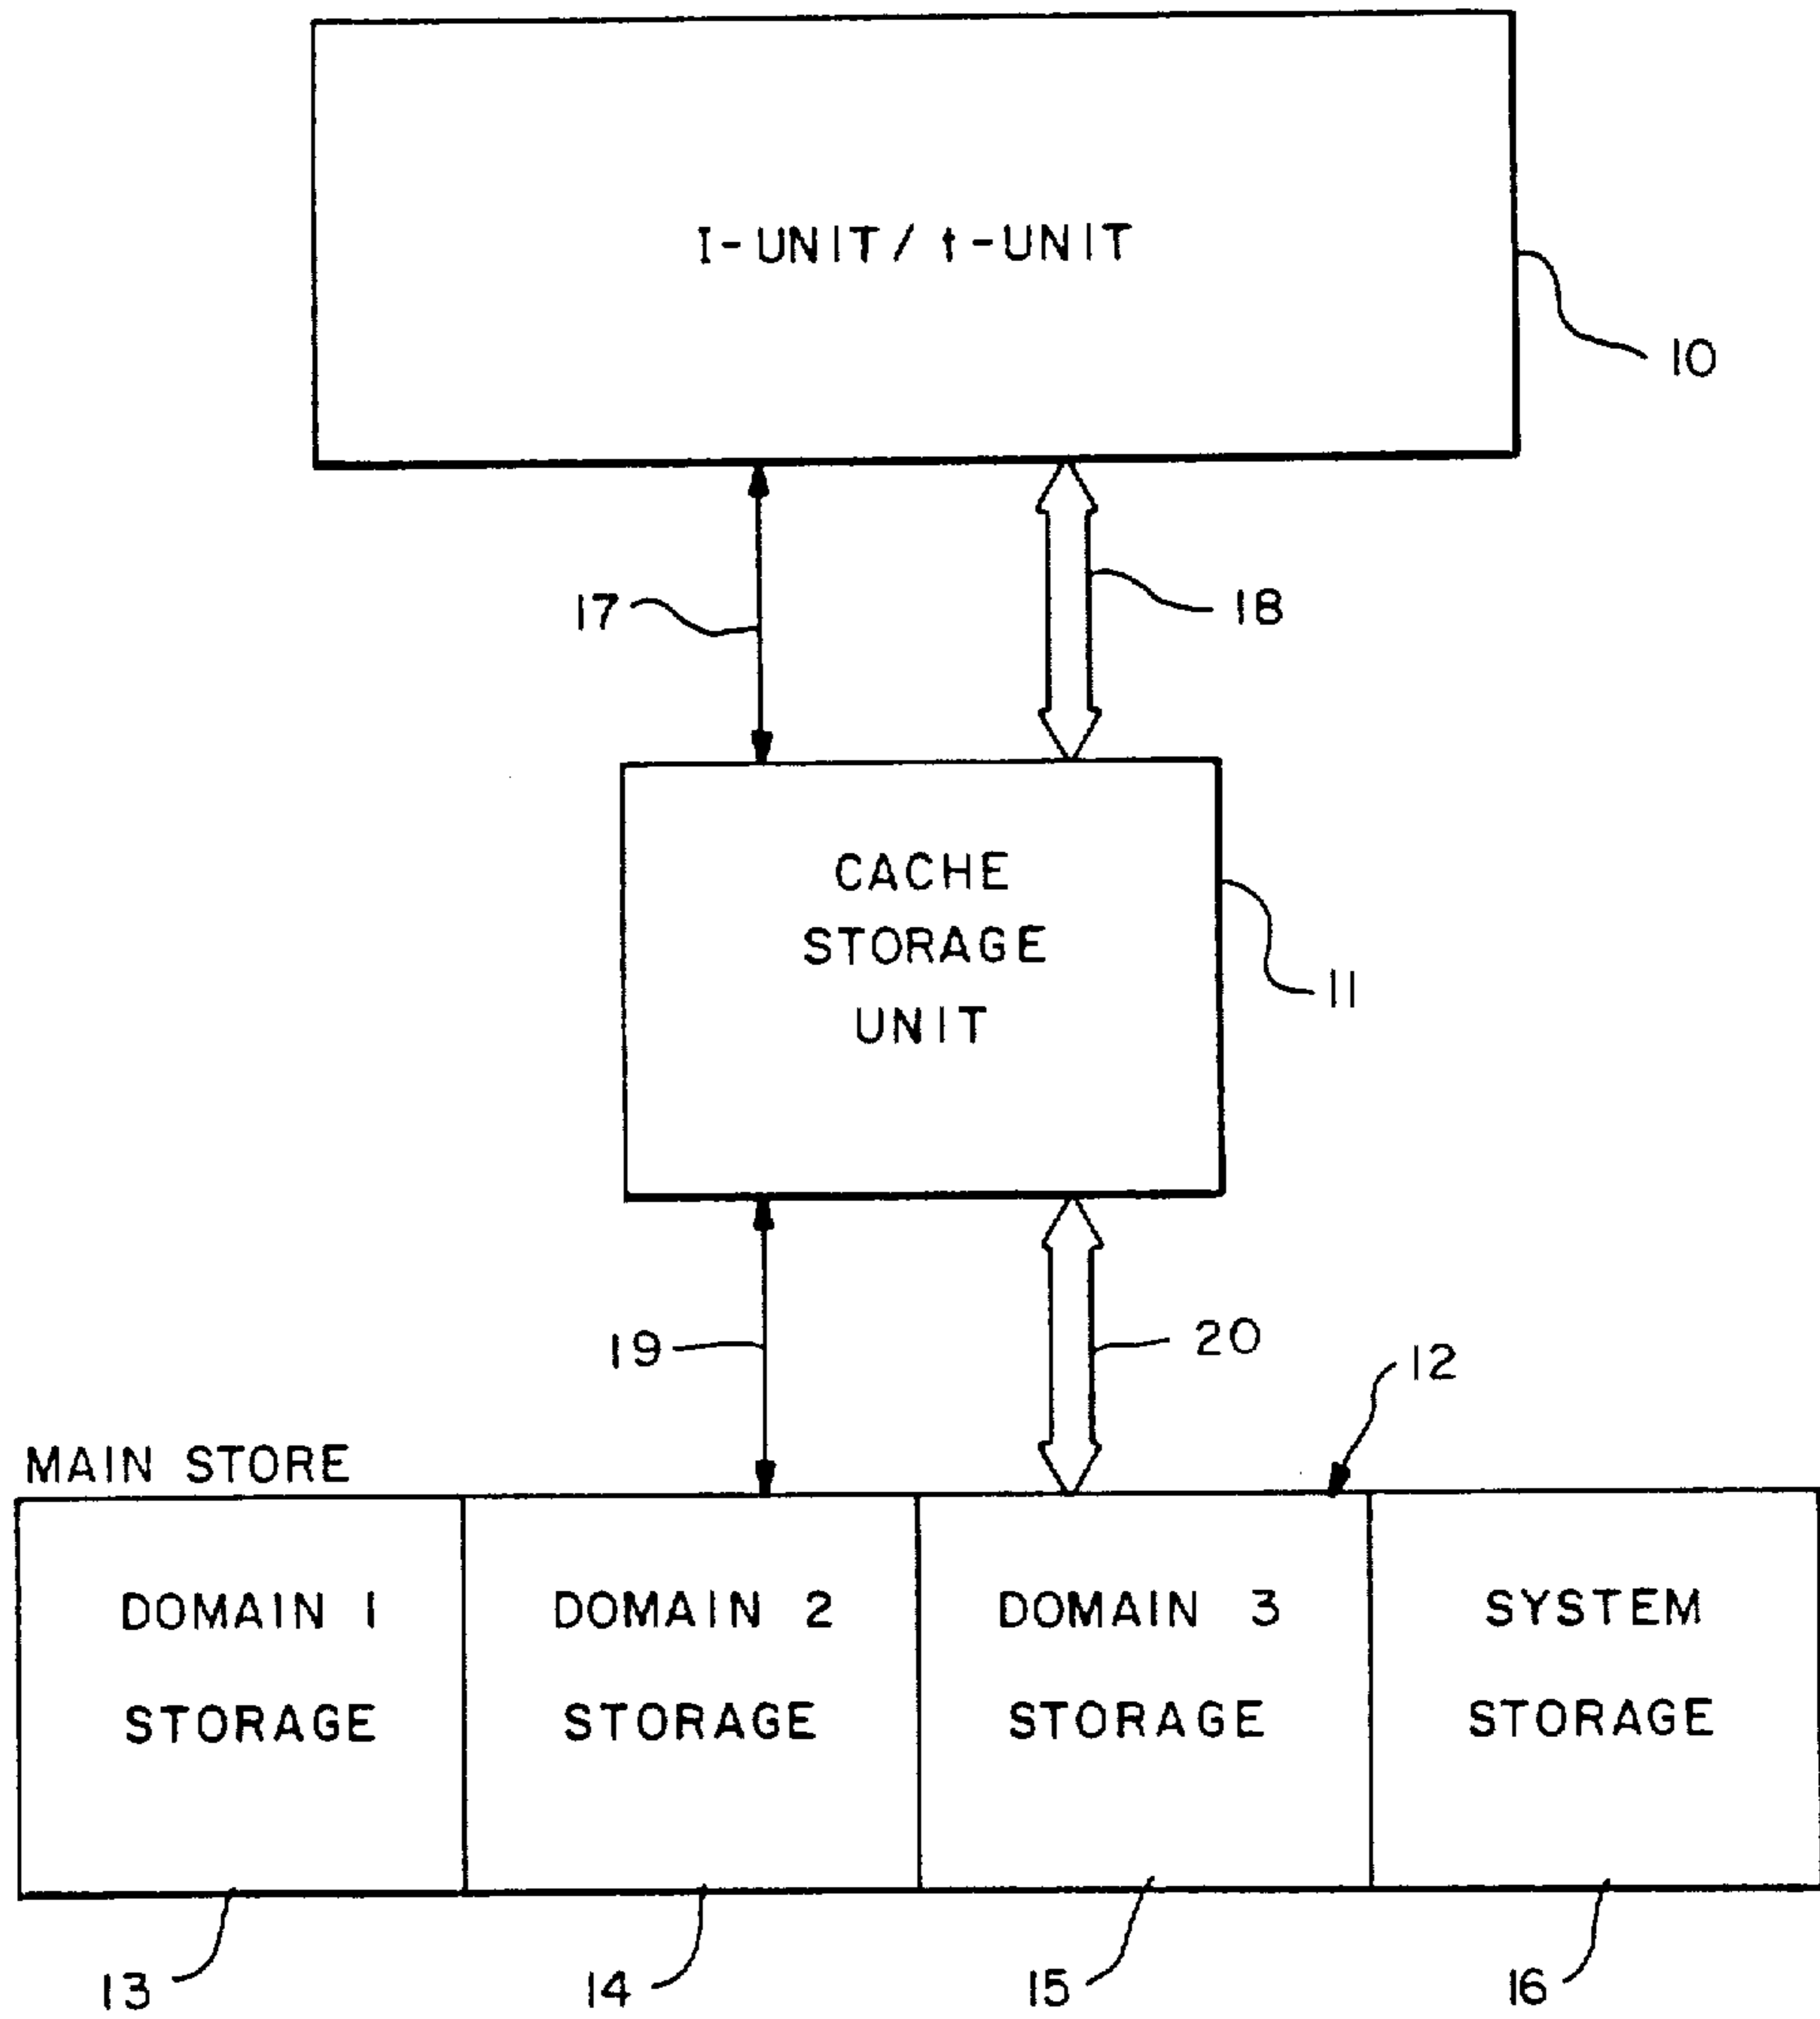 I-UNIT/ t-UNIT
10
17
18
CACHE
STORAGE
UNIT
11
19
20
12
MAIN STORE
DOMAIN 1
STORAGE
DOMAIN 2
STORAGE
DOMAIN 3
STORAGE
SYSTEM
STORAGE
13
14
15
16